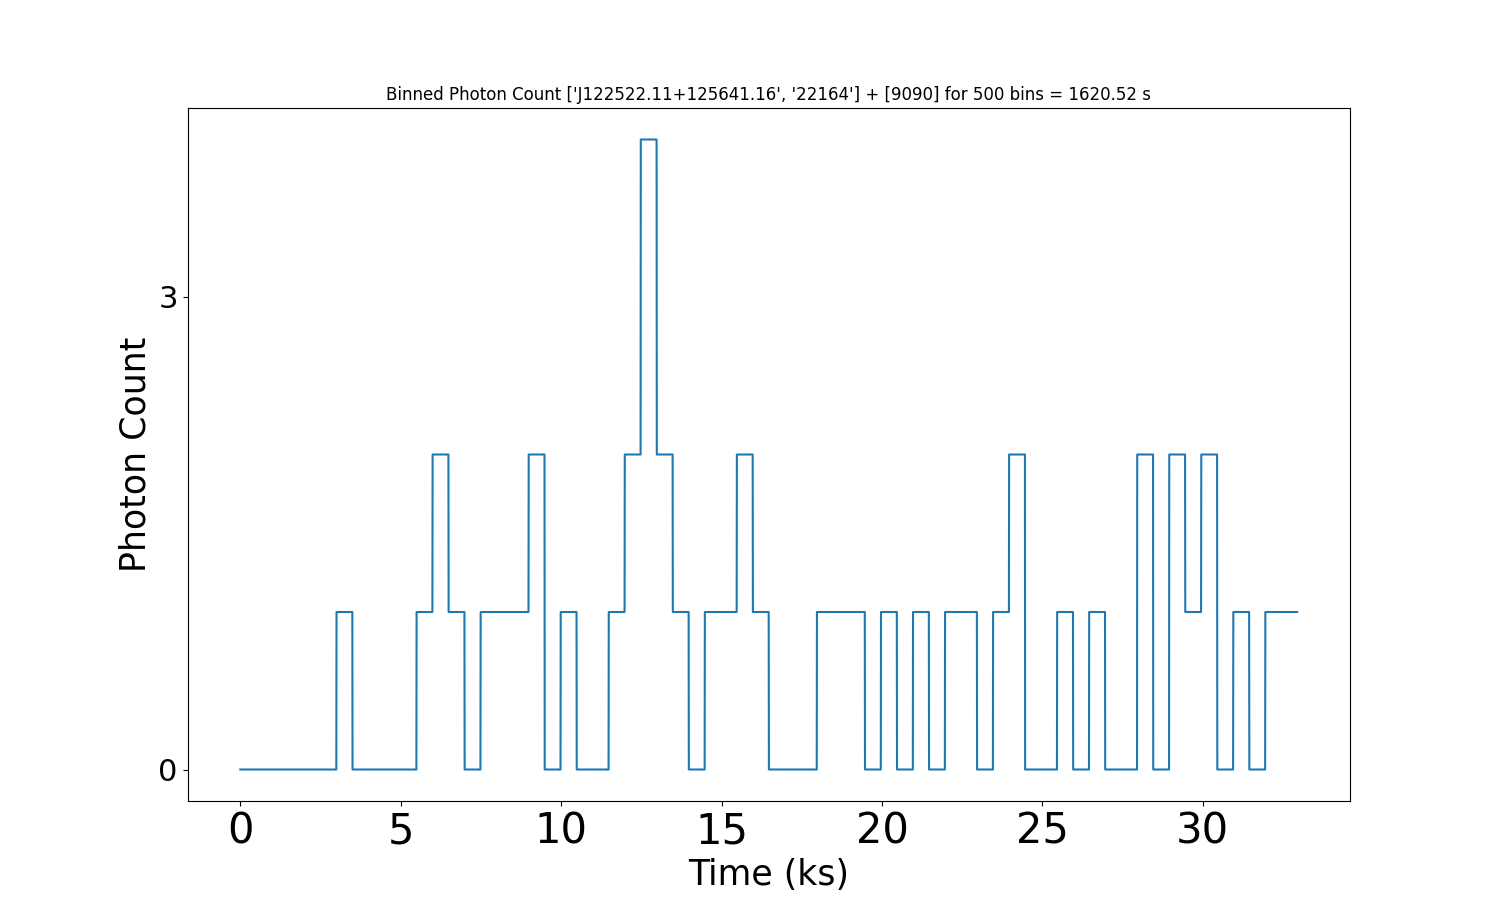 Binned Photon Count ['J122522.11+125641.16', '22164'] + [9090] for 500 bins = 1620.52 s
Photon Count
3
0
0 5 10 15 20 25 30
Time (ks)